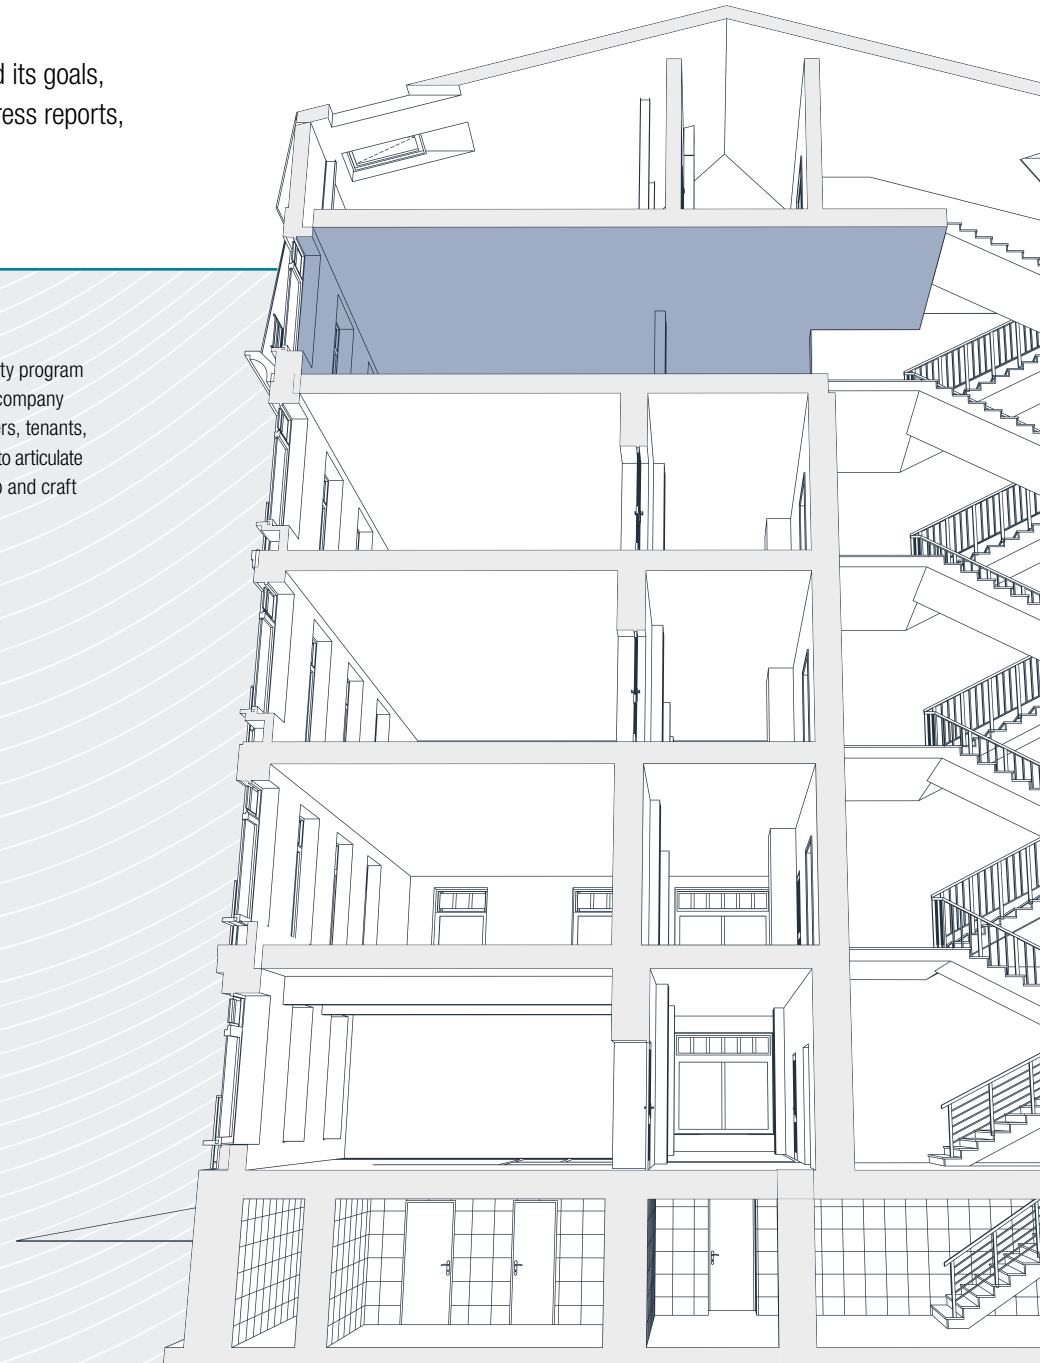 its goals,
ress reports,
ty program
company
rs, tenants,
to articulate
and craft